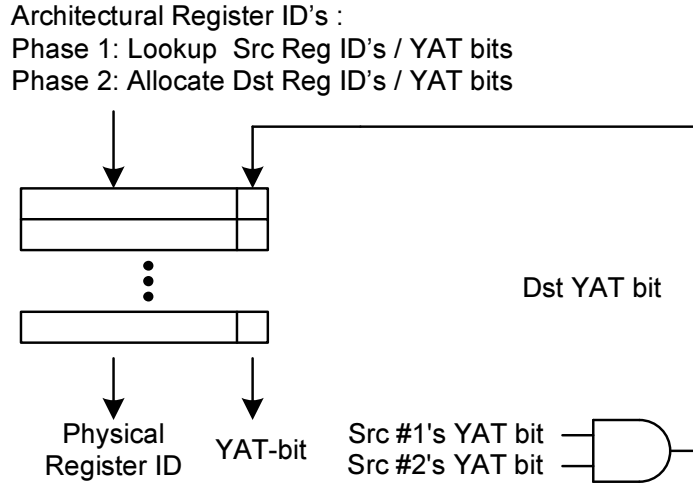 Architectural Register ID's :
Phase 1: Lookup Src Reg ID's / YAT bits
Phase 2: Allocate Dst Reg ID's / YAT bits
Dst YAT bit
Physical
Register ID
YAT-bit
Src #1's YAT bit
Src #2's YAT bit